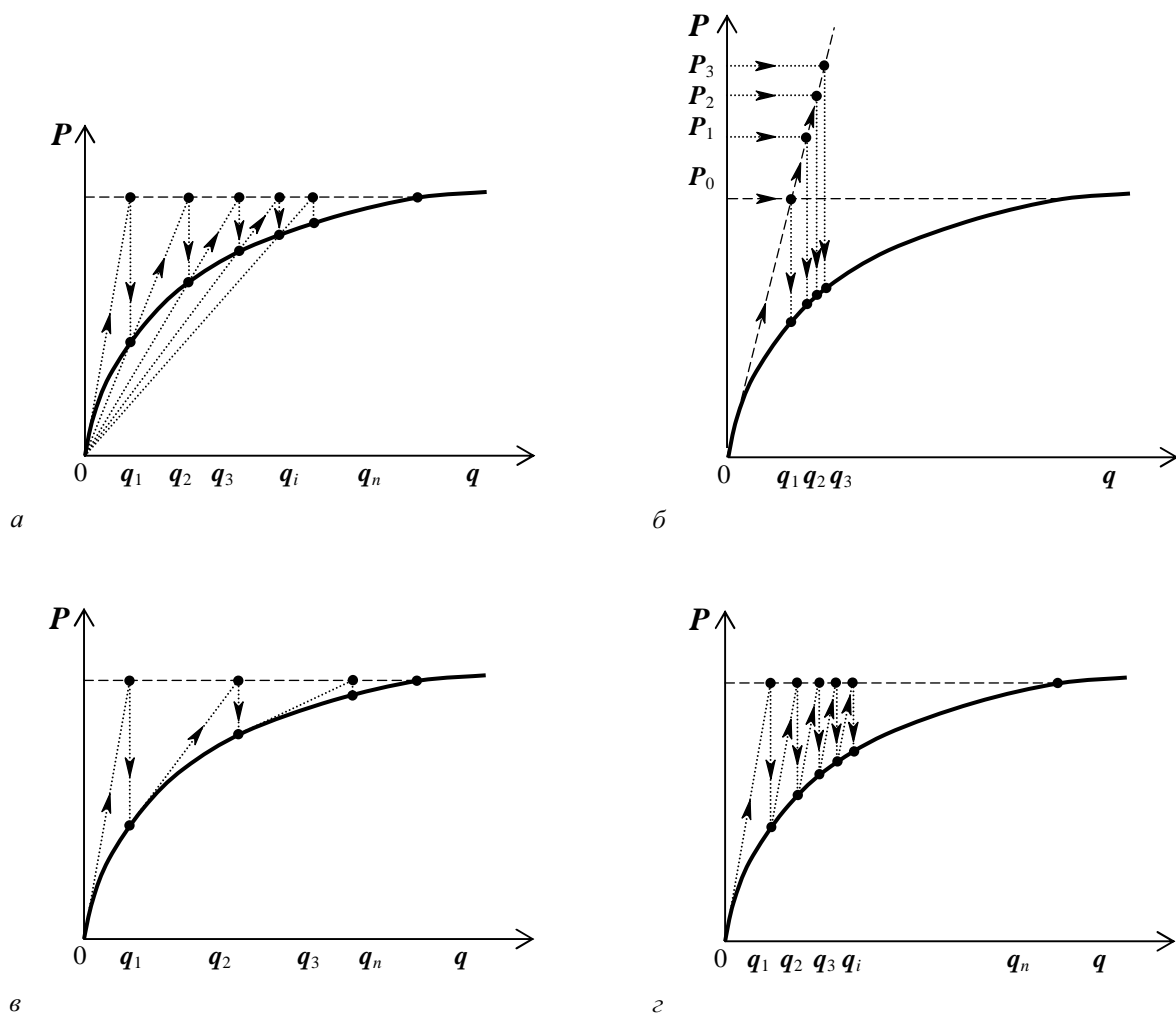 P
P
P₃
P₂
P₁
P₀
0 q₁ q₂ q₃ qᵢ qₙ q
0 q₁ q₂ q₃ q
а
б
P
P
0 q₁ q₂ q₃ qₙ q
0 q₁ q₂ q₃ qᵢ qₙ q
в
г